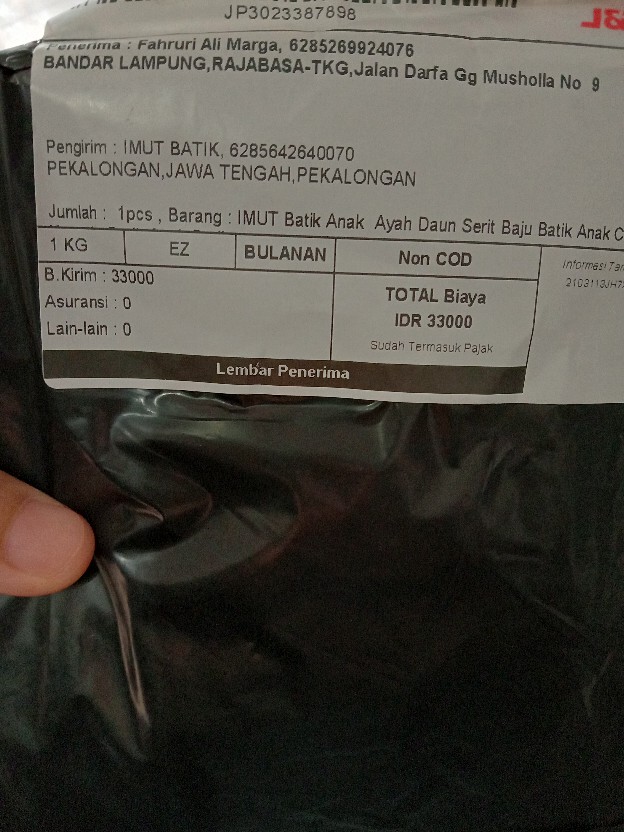 JP3023387898
Penerima : Fahruri Ali Marga, 6285269924076
BANDAR LAMPUNG,RAJABASA-TKG,Jalan Darfa Gg Musholla No 9
Pengirim : IMUT BATIK, 6285642640070
PEKALONGAN,JAWA TENGAH,PEKALONGAN
Jumlah : 1pcs , Barang : IMUT Batik Anak Ayah Daun Serit Baju Batik Anak C
1 KG EZ BULANAN Non COD
B.Kirim : 33000
Asuransi : 0
Lain-lain : 0
TOTAL Biaya
IDR 33000
Sudah Termasuk Pajak
Informasi
Lembar Penerima